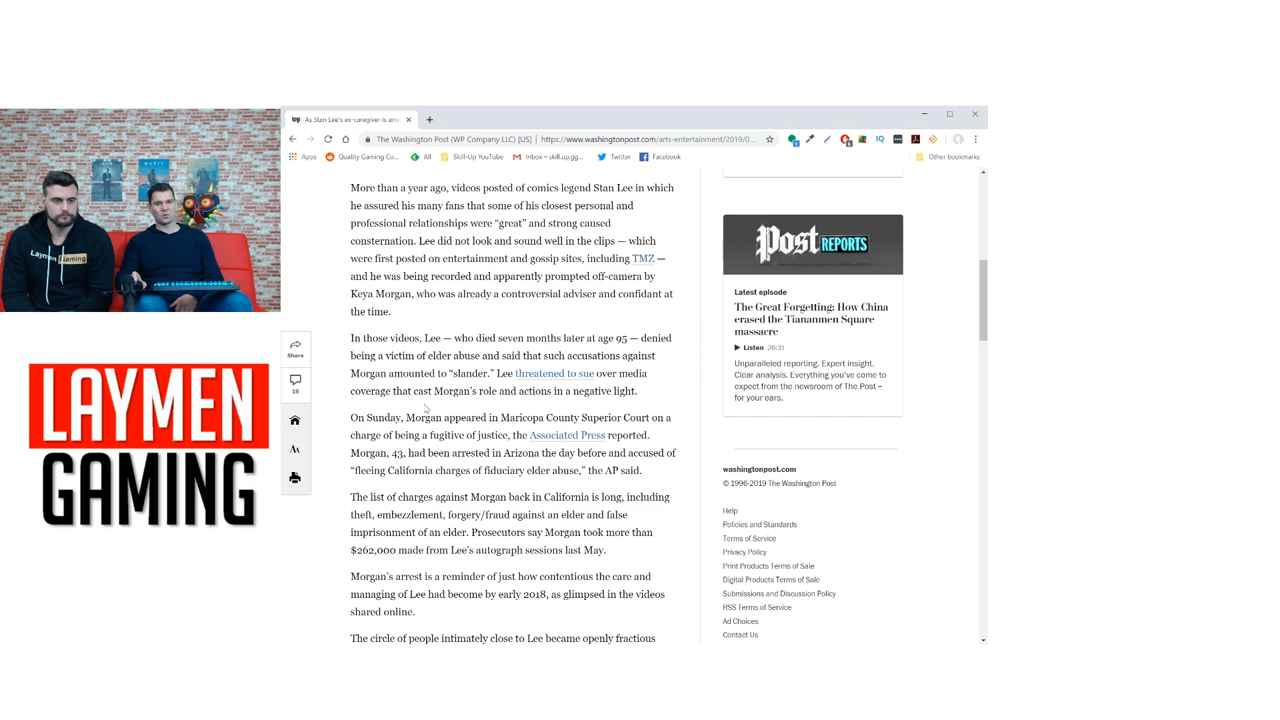 As Stan Lee's ex-caregiver is arre
The Washington Post (WP Company LLC) [US] | https://www.washingtonpost.com/arts-entertainment/2019/0...
Apps Quality Gaming Co... All Skill-Up YouTube Inbox – skill.up.gg... Twitter Facebook Other bookmarks
More than a year ago, videos posted of comics legend Stan Lee in which
he assured his many fans that some of his closest personal and
professional relationships were “great” and strong caused
consternation. Lee did not look and sound well in the clips — which
were first posted on entertainment and gossip sites, including TMZ —
and he was being recorded and apparently prompted off-camera by
Keya Morgan, who was already a controversial adviser and confidant at
the time.
In those videos, Lee — who died seven months later at age 95 — denied
being a victim of elder abuse and said that such accusations against
Morgan amounted to “slander.” Lee threatened to sue over media
coverage that cast Morgan’s role and actions in a negative light.
On Sunday, Morgan appeared in Maricopa County Superior Court on a
charge of being a fugitive of justice, the Associated Press reported.
Morgan, 43, had been arrested in Arizona the day before and accused of
“fleeing California charges of fiduciary elder abuse,” the AP said.
The list of charges against Morgan back in California is long, including
theft, embezzlement, forgery/fraud against an elder and false
imprisonment of an elder. Prosecutors say Morgan took more than
$262,000 made from Lee’s autograph sessions last May.
Morgan’s arrest is a reminder of just how contentious the care and
managing of Lee had become by early 2018, as glimpsed in the videos
shared online.
The circle of people intimately close to Lee became openly fractious
Share
19
Post REPORTS
Latest episode
The Great Forgetting: How China
erased the Tiananmen Square
massacre
Listen 26:31
Unparalleled reporting. Expert insight.
Clear analysis. Everything you've come to
expect from the newsroom of The Post –
for your ears.
washingtonpost.com
© 1996-2019 The Washington Post
Help
Policies and Standards
Terms of Service
Privacy Policy
Print Products Terms of Sale
Digital Products Terms of Sale
Submissions and Discussion Policy
RSS Terms of Service
Ad Choices
Contact Us
Laymen Gaming
LAYMEN
GAMING